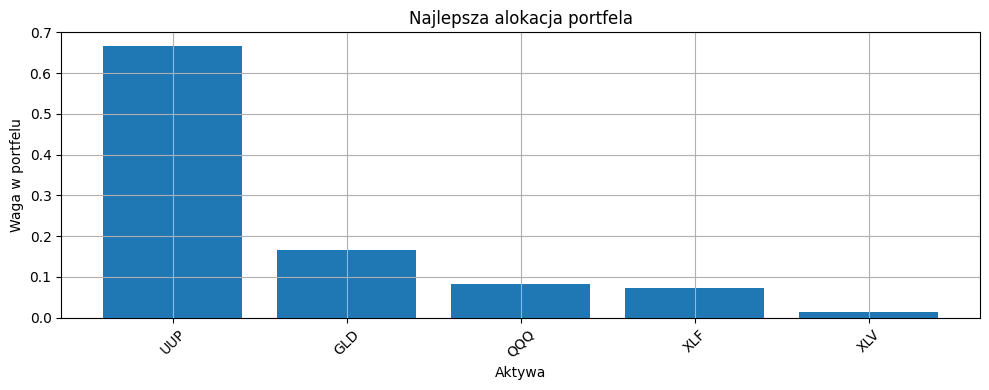 Najlepsza alokacja portfela
Waga w portfelu
0.7
0.6
0.5
0.4
0.3
0.2
0.1
0.0
UUP
GLD
QQQ
XLF
XLV
Aktywa